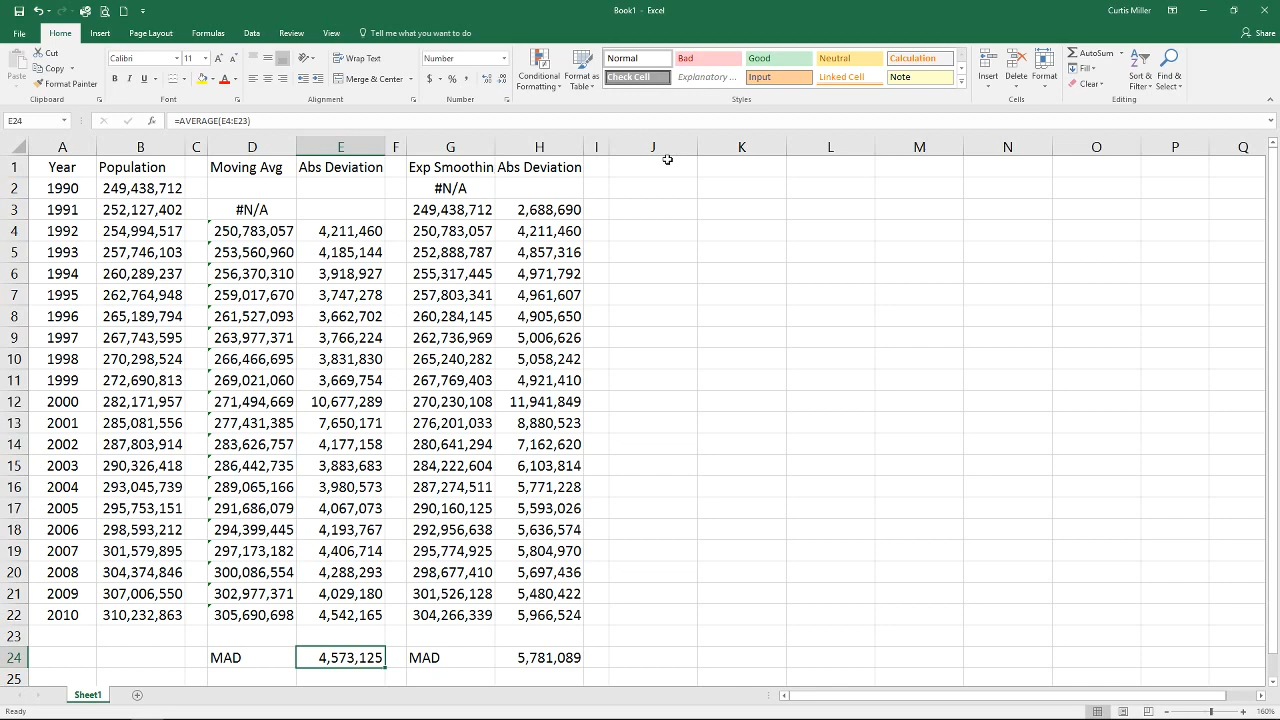 Book1 - Excel
Curtis Miller
File Home Insert Page Layout Formulas Data Review View Tell me what you want to do
Share
Cut
Copy
Format Painter
Paste
Clipboard
Calibri 11
B I U
Font
Wrap Text
Merge & Center
Alignment
Number
$ % ,
Number
Conditional Formatting
Format as Table
Normal Bad Good Neutral Calculation
Check Cell Explanatory ... Input Linked Cell Note
Styles
Insert Delete Format
Cells
AutoSum
Fill
Clear
Sort & Filter
Find & Select
Editing
E24 fx =AVERAGE(E4:E23)
A B C D E F G H I J K L M N O P Q
1 Year Population Moving Avg Abs Deviation Exp Smoothin Abs Deviation
2 1990 249,438,712 #N/A
3 1991 252,127,402 #N/A 249,438,712 2,688,690
4 1992 254,994,517 250,783,057 4,211,460 250,783,057 4,211,460
5 1993 257,746,103 253,560,960 4,185,144 252,888,787 4,857,316
6 1994 260,289,237 256,370,310 3,918,927 255,317,445 4,971,792
7 1995 262,764,948 259,017,670 3,747,278 257,803,341 4,961,607
8 1996 265,189,794 261,527,093 3,662,702 260,284,145 4,905,650
9 1997 267,743,595 263,977,371 3,766,224 262,736,969 5,006,626
10 1998 270,298,524 266,466,695 3,831,830 265,240,282 5,058,242
11 1999 272,690,813 269,021,060 3,669,754 267,769,403 4,921,410
12 2000 282,171,957 271,494,669 10,677,289 270,230,108 11,941,849
13 2001 285,081,556 277,431,385 7,650,171 276,201,033 8,880,523
14 2002 287,803,914 283,626,757 4,177,158 280,641,294 7,162,620
15 2003 290,326,418 286,442,735 3,883,683 284,222,604 6,103,814
16 2004 293,045,739 289,065,166 3,980,573 287,274,511 5,771,228
17 2005 295,753,151 291,686,079 4,067,073 290,160,125 5,593,026
18 2006 298,593,212 294,399,445 4,193,767 292,956,638 5,636,574
19 2007 301,579,895 297,173,182 4,406,714 295,774,925 5,804,970
20 2008 304,374,846 300,086,554 4,288,293 298,677,410 5,697,436
21 2009 307,006,550 302,977,371 4,029,180 301,526,128 5,480,422
22 2010 310,232,863 305,690,698 4,542,165 304,266,339 5,966,524
23
24 MAD 4,573,125 MAD 5,781,089
25
Sheet1
Ready
160%